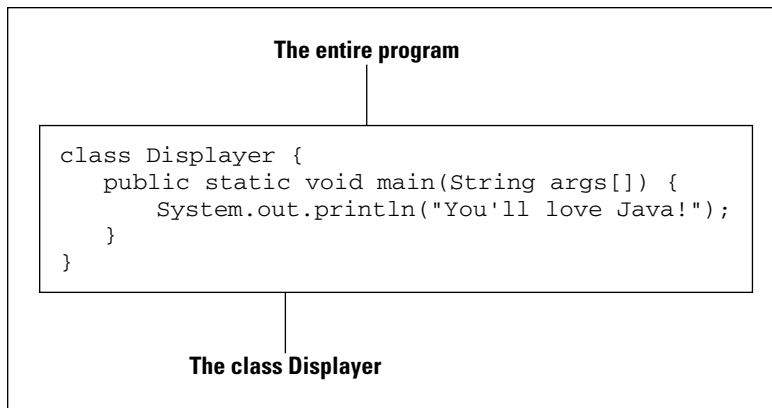 The entire program
class Displayer {
public static void main(String args[]) {
System.out.println("You'll love Java!");
}
}
The class Displayer